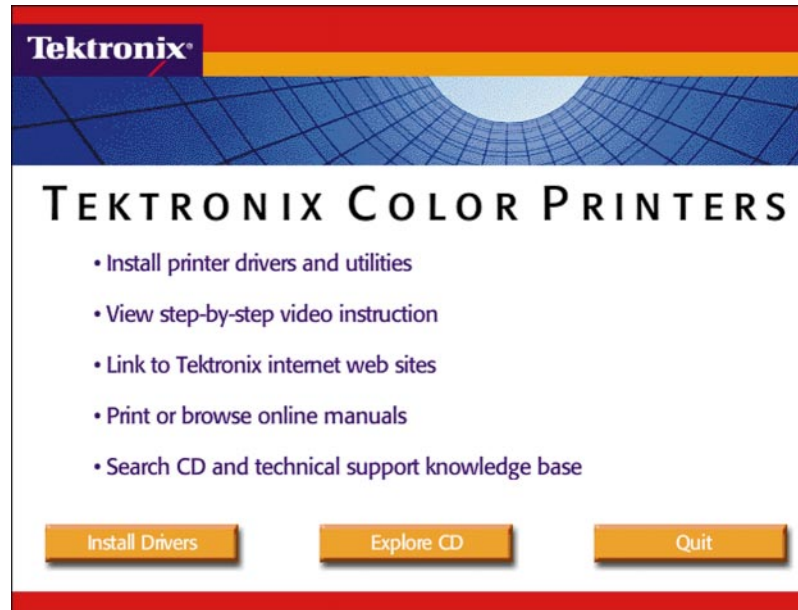 Tektronix®
TEKTRONIX COLOR PRINTERS
• Install printer drivers and utilities
• View step-by-step video instruction
• Link to Tektronix internet web sites
• Print or browse online manuals
• Search CD and technical support knowledge base
Install Drivers
Explore CD
Quit